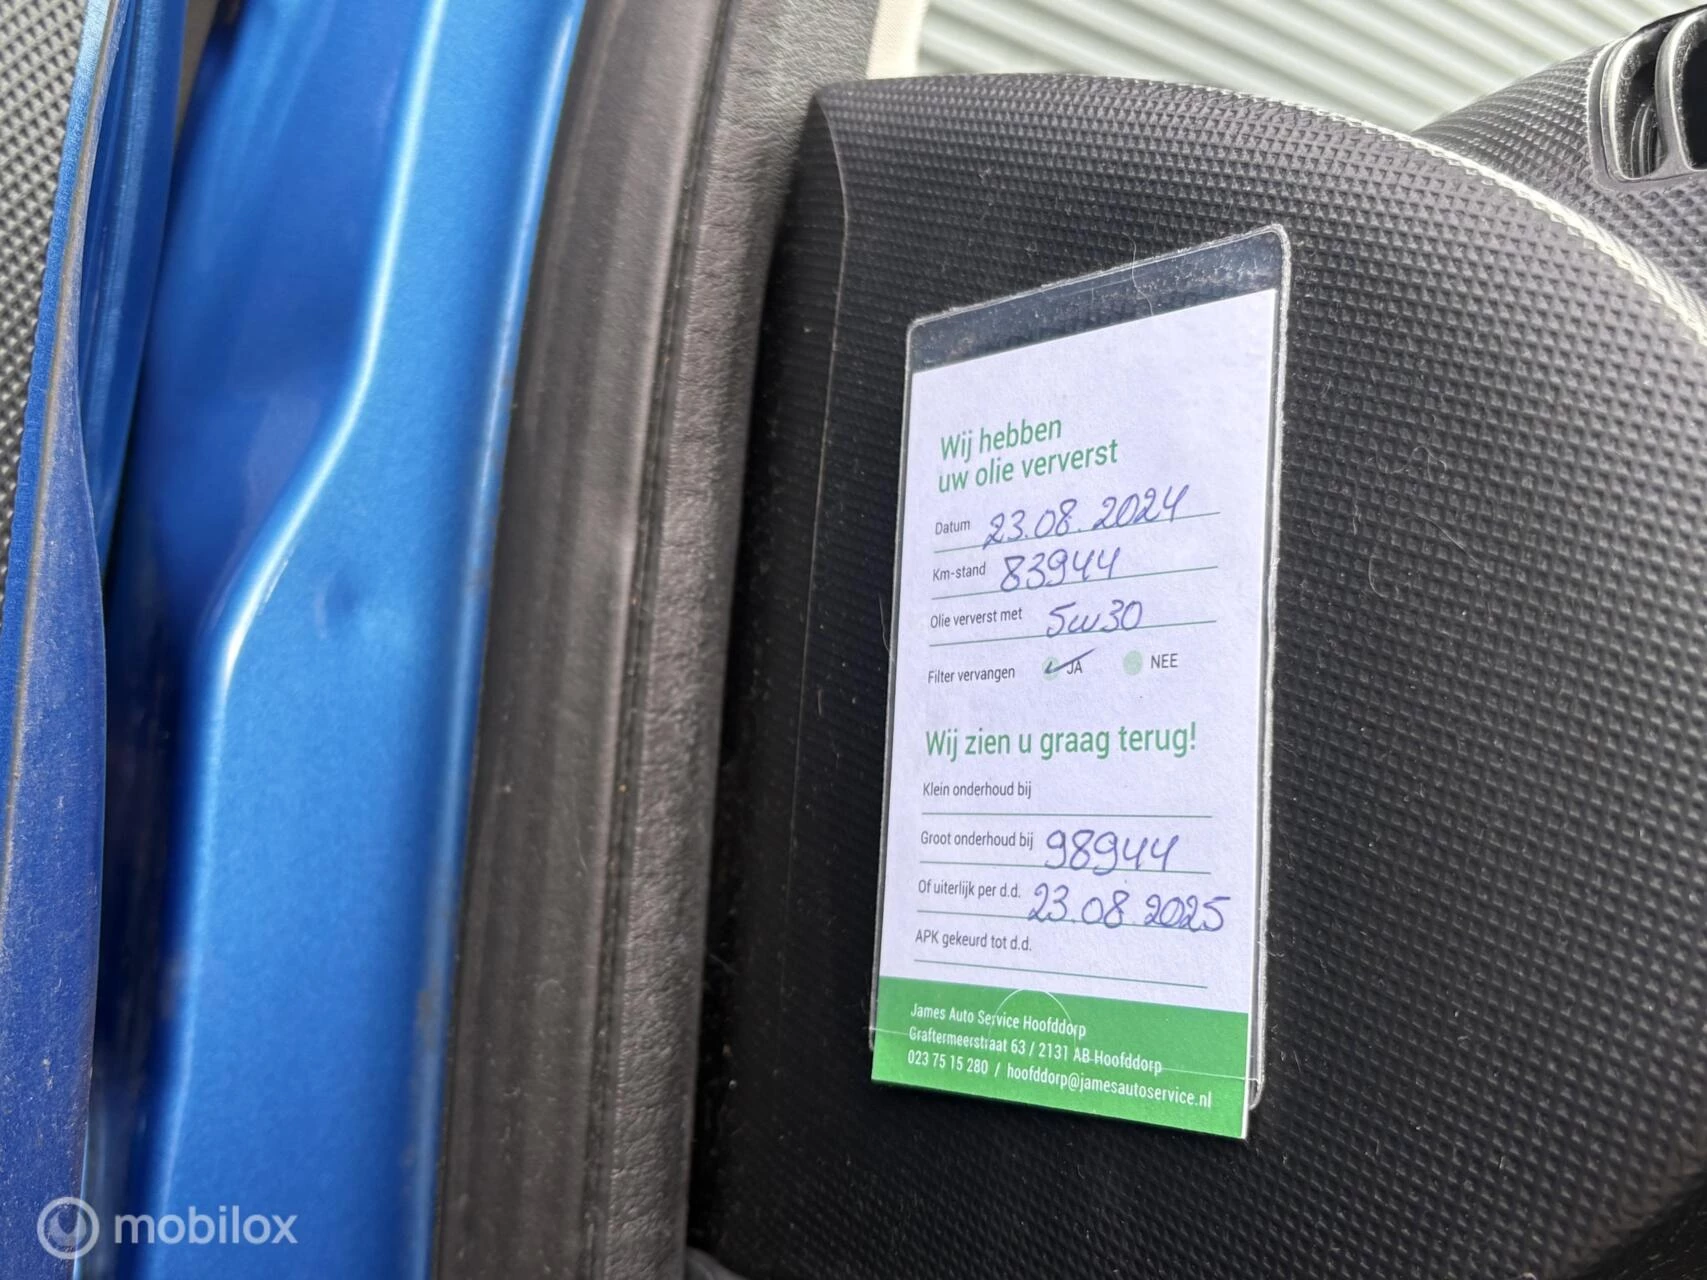 Wij hebben
uw olie ververst
Datum 23.08.2024
Km-stand 83944
Olie ververst met 5w30
Filter vervangen JA NEE
Wij zien u graag terug!
Klein onderhoud bij
Groot onderhoud bij 98944
Of uiterlijk per d.d. 23.08.2025
APK gekeurd tot d.d.
James Auto Service Hoofddorp
Graftermeerstraat 63 / 2131 AB Hoofddorp
023 75 15 280 / hoofddorp@jamesautoservice.nl
mobilox